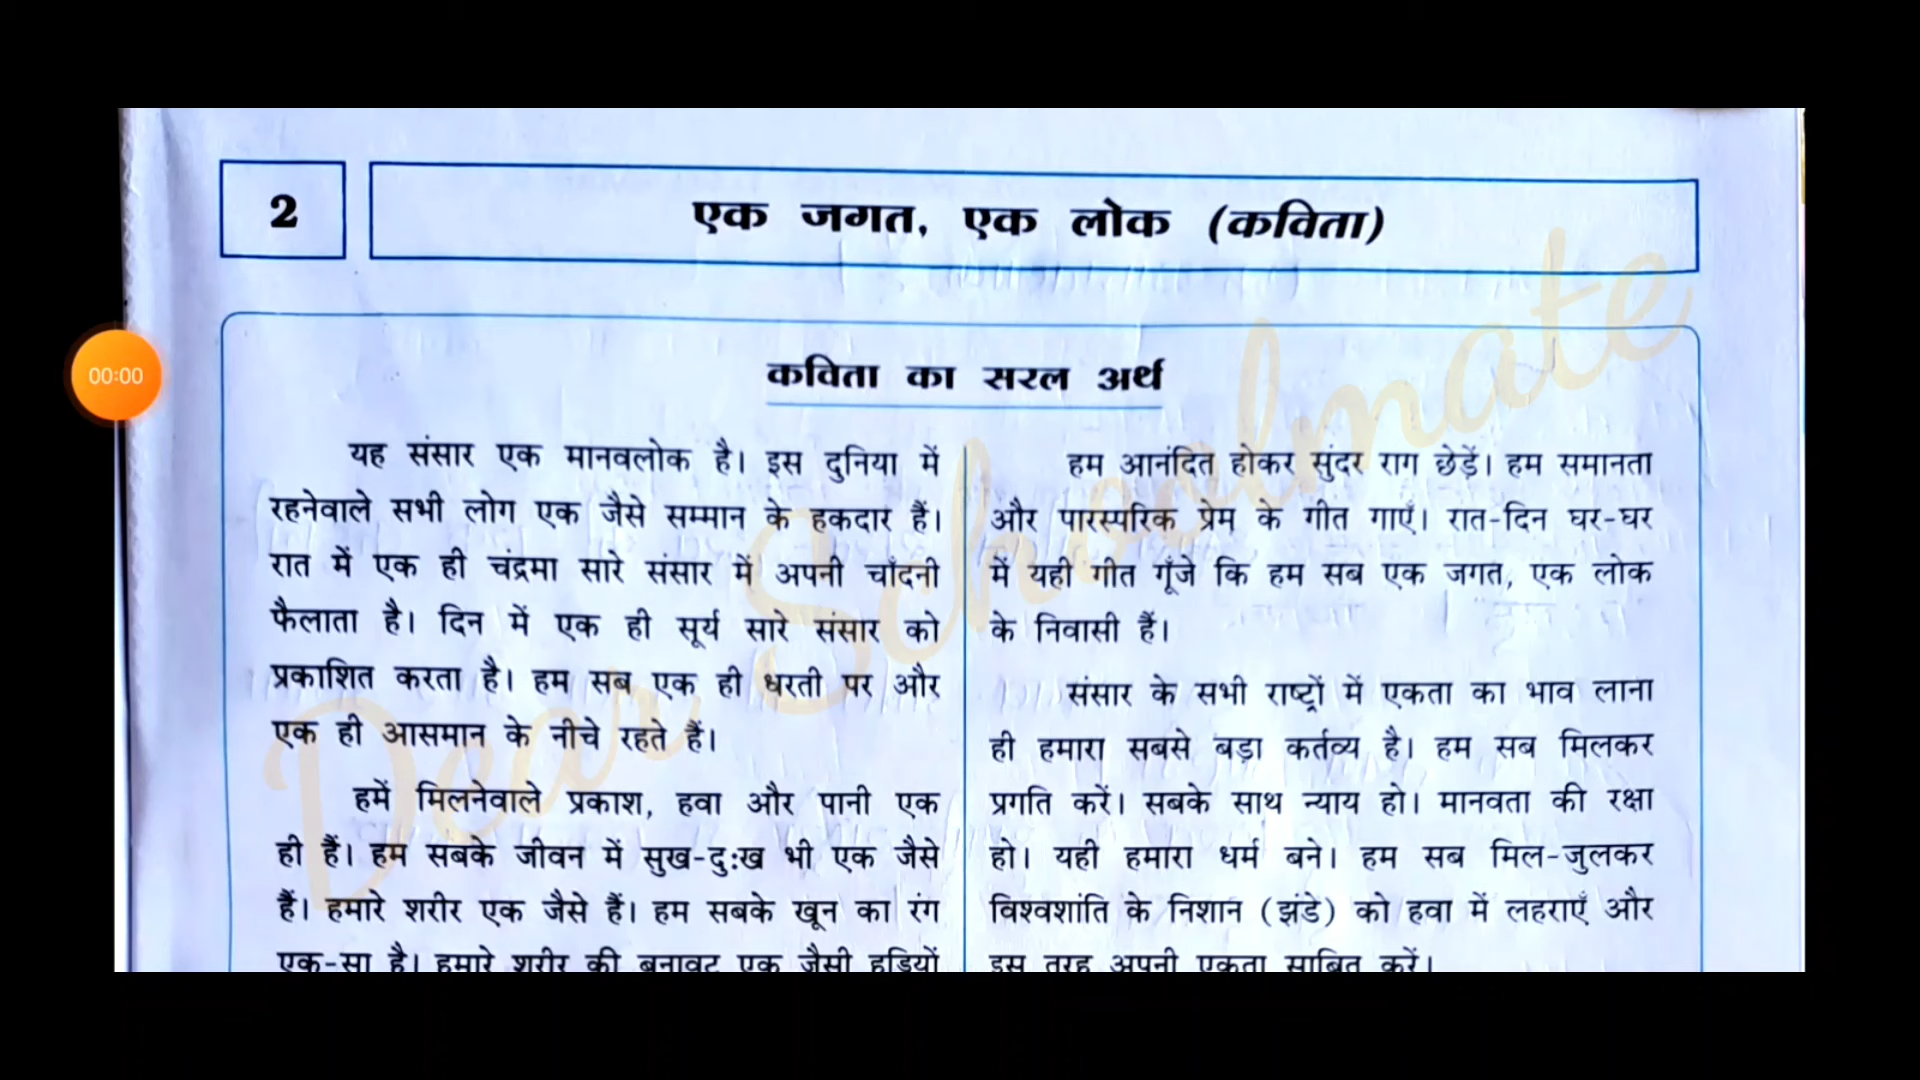 2
एक जगत, एक लोक (कविता)
कविता का सरल अर्थ
यह संसार एक मानवलोक है। इस दुनिया में
रहनेवाले सभी लोग एक जैसे सम्मान के हकदार हैं।
रात में एक ही चंद्रमा सारे संसार में अपनी चाँदनी
फैलाता है। दिन में एक ही सूर्य सारे संसार को
प्रकाशित करता है। हम सब एक ही धरती पर और
एक ही आसमान के नीचे रहते हैं।
हमें मिलनेवाले प्रकाश, हवा और पानी एक
ही हैं। हम सबके जीवन में सुख-दुःख भी एक जैसे
हैं। हमारे शरीर एक जैसे हैं। हम सबके खून का रंग
एक-सा है। हमारे शरीर की बनावट एक जैसी हड्डियों
हम आनंदित होकर सुंदर राग छेड़ें। हम समानता
और पारस्परिक प्रेम के गीत गाएँ। रात-दिन घर-घर
में यही गीत गूँजे कि हम सब एक जगत, एक लोक
के निवासी हैं।
संसार के सभी राष्ट्रों में एकता का भाव लाना
ही हमारा सबसे बड़ा कर्तव्य है। हम सब मिलकर
प्रगति करें। सबके साथ न्याय हो। मानवता की रक्षा
हो। यही हमारा धर्म बने। हम सब मिल-जुलकर
विश्वशांति के निशान (झंडे) को हवा में लहराएँ और
इस तरह अपनी एकता साबित करें।
Dear Schoolmate
00:00